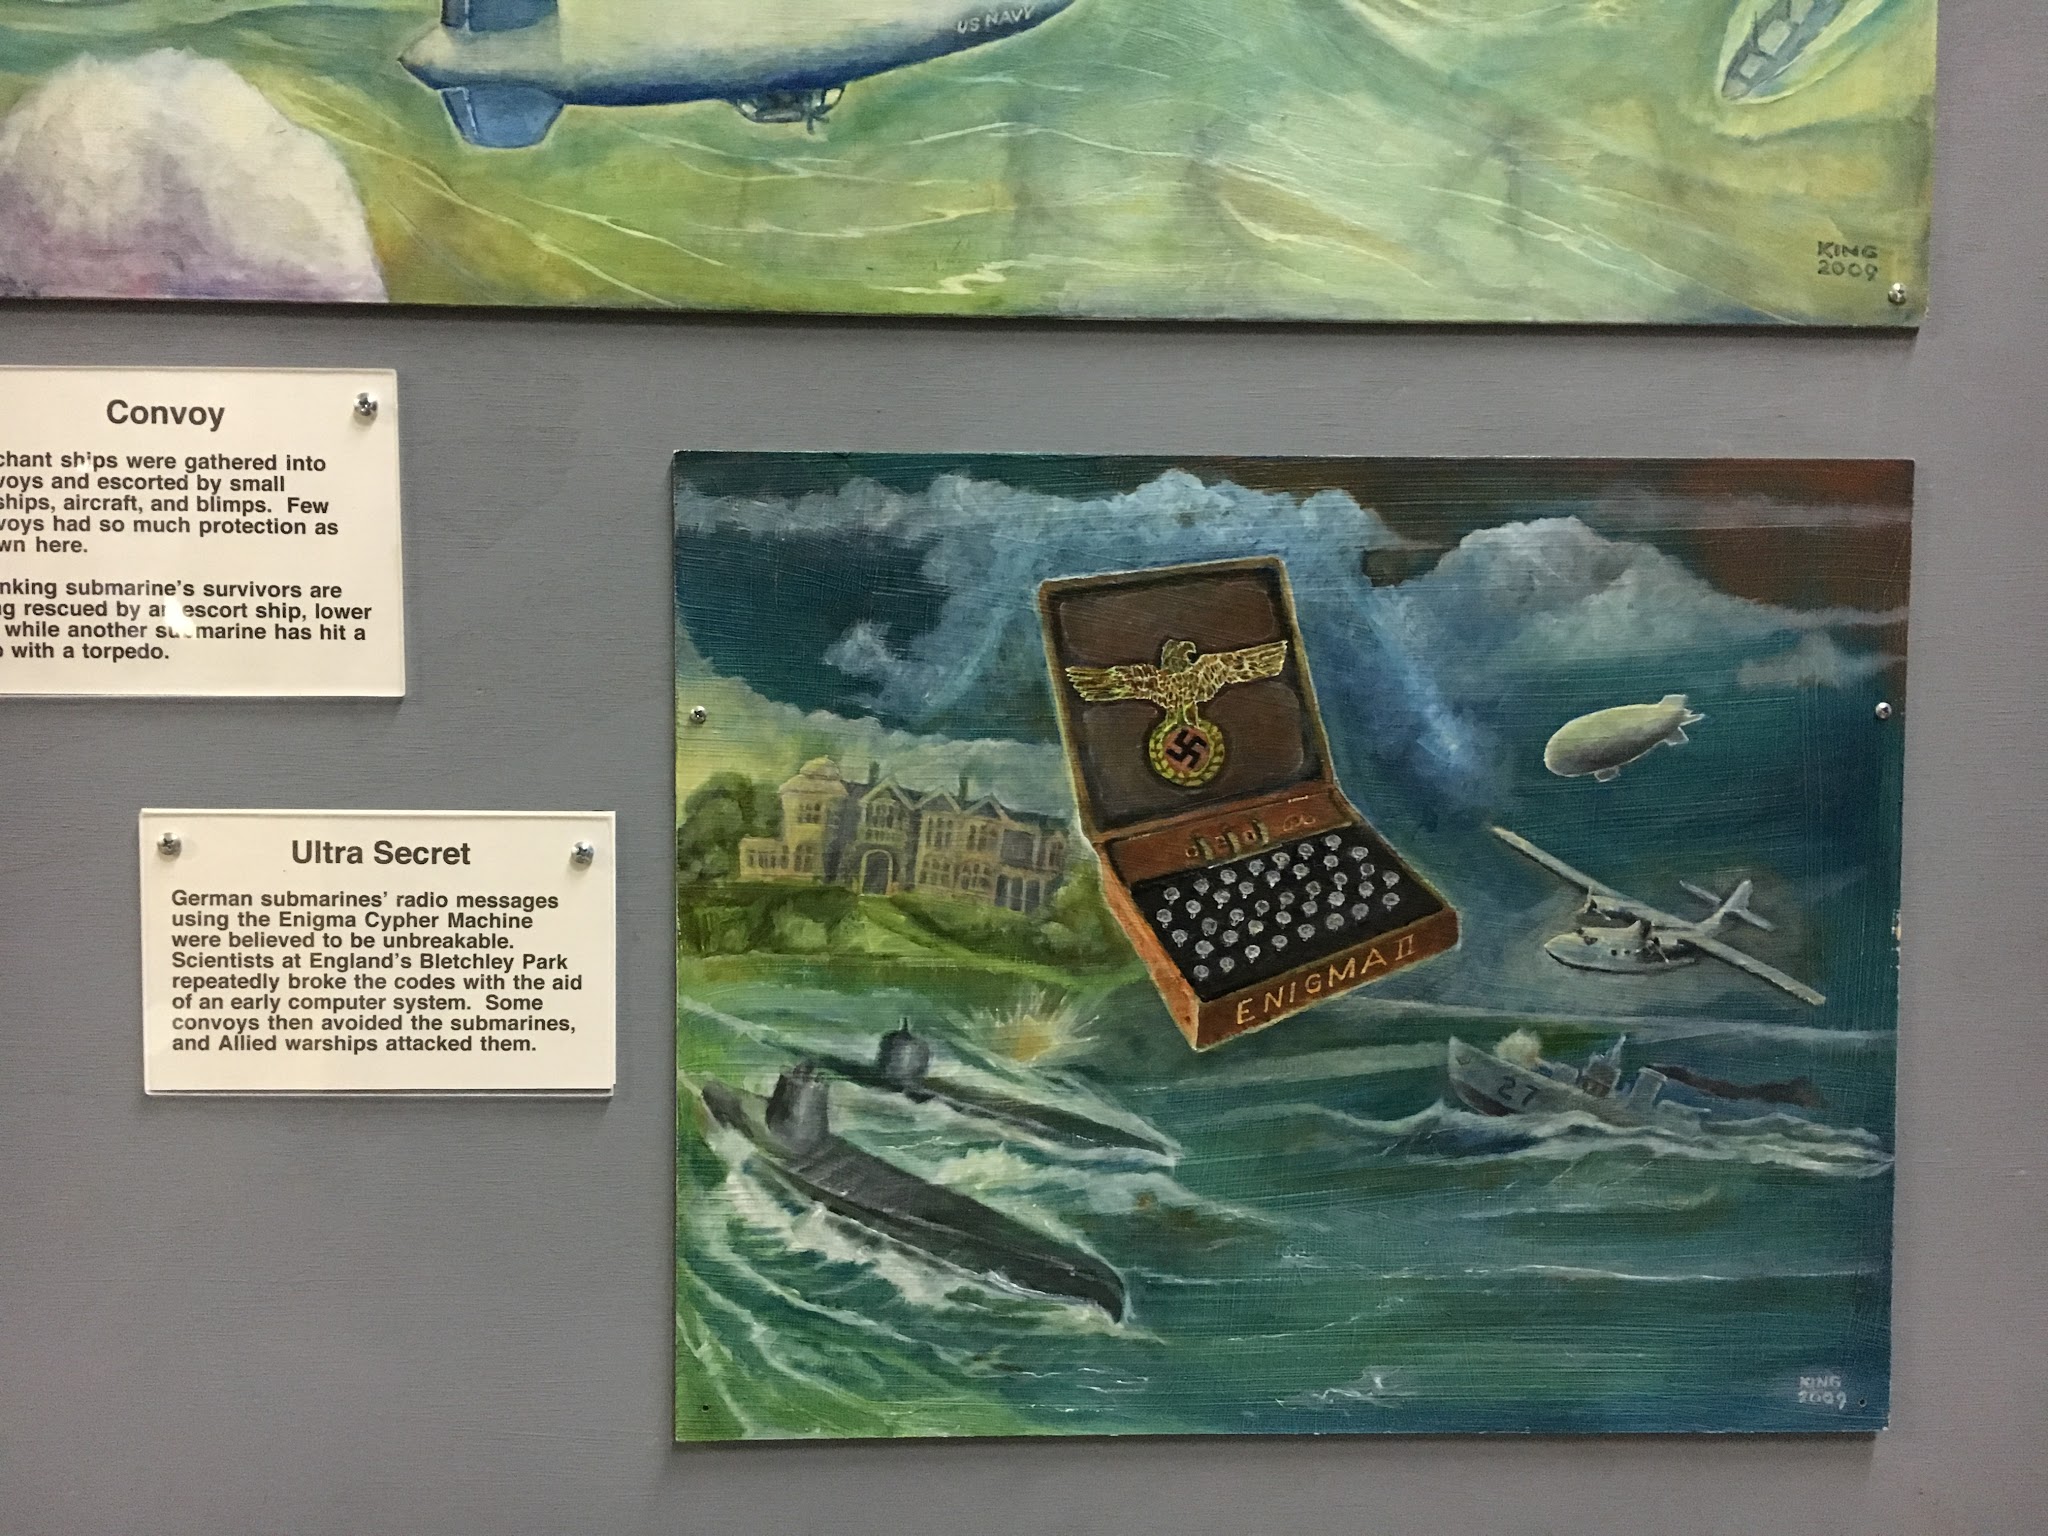 US NAVY
KING
2009
Convoy
chant ships were gathered into
voys and escorted by small
ships, aircraft, and blimps. Few
voys had so much protection as
wn here.
nking submarine's survivors are
g rescued by an escort ship, lower
while another submarine has hit a
with a torpedo.
Ultra Secret
German submarines' radio messages
using the Enigma Cypher Machine
were believed to be unbreakable.
Scientists at England's Bletchley Park
repeatedly broke the codes with the aid
of an early computer system. Some
convoys then avoided the submarines,
and Allied warships attacked them.
ENIGMA II
27
KING
2009